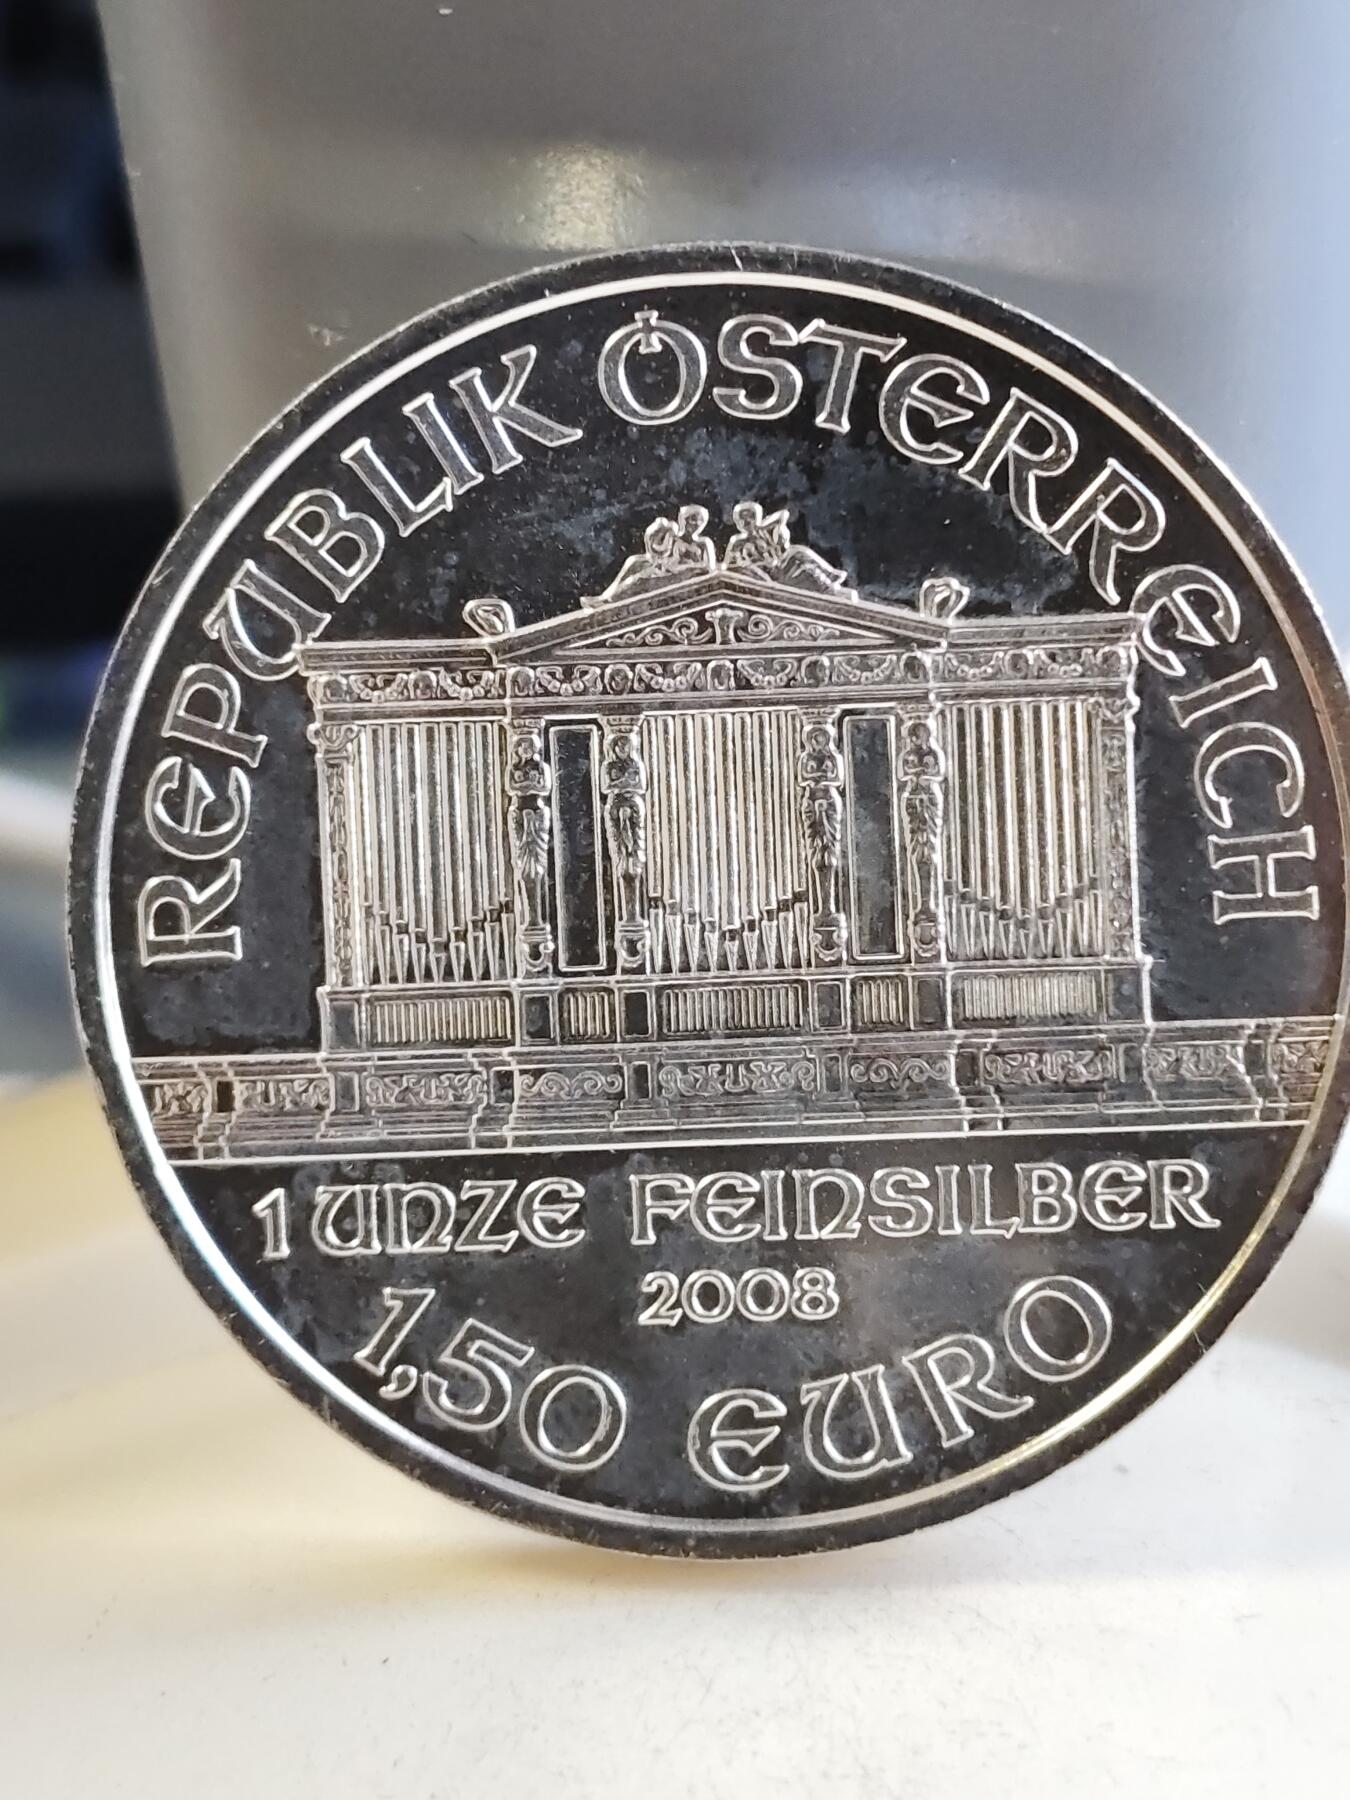 REPUBLIK ÖSTERREICH
1 UNZE FEINSILBER
2008
1,50 EURO